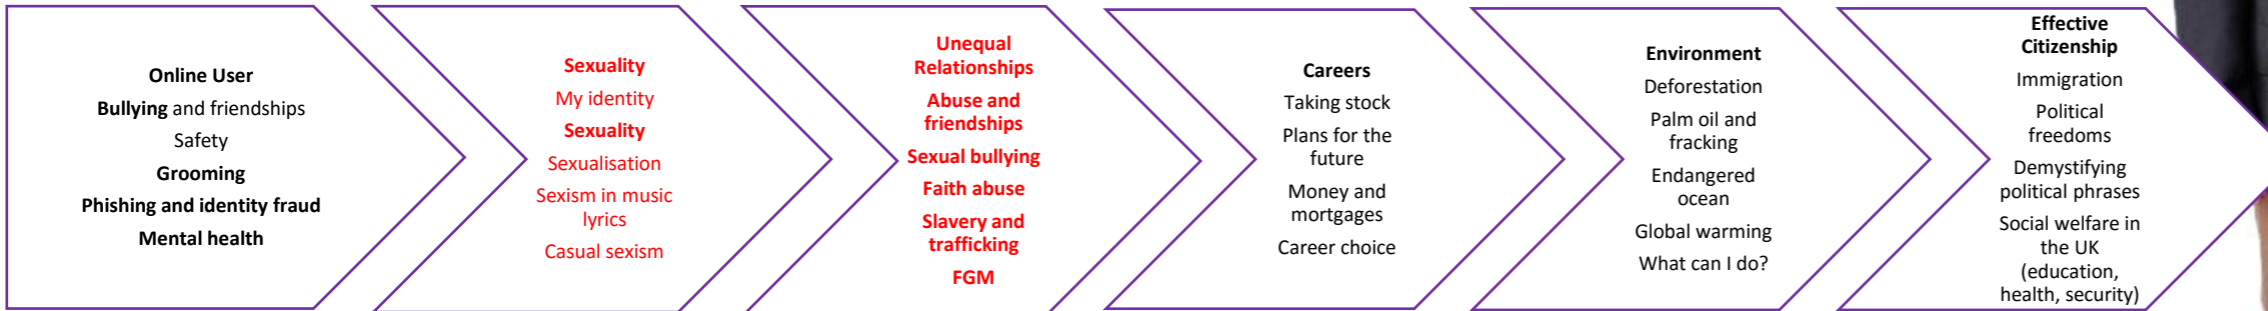 Online User
Bullying and friendships
Safety
Grooming
Phishing and identity fraud
Mental health
Sexuality
My identity
Sexuality
Sexualisation
Sexism in music
lyrics
Casual sexism
Unequal
Relationships
Abuse and
friendships
Sexual bullying
Faith abuse
Slavery and
trafficking
FGM
Careers
Taking stock
Plans for the
future
Money and
mortgages
Career choice
Environment
Deforestation
Palm oil and
fracking
Endangered
ocean
Global warming
What can I do?
Effective
Citizenship
Immigration
Political
freedoms
Demystifying
political phrases
Social welfare in
the UK
(education,
health, security)